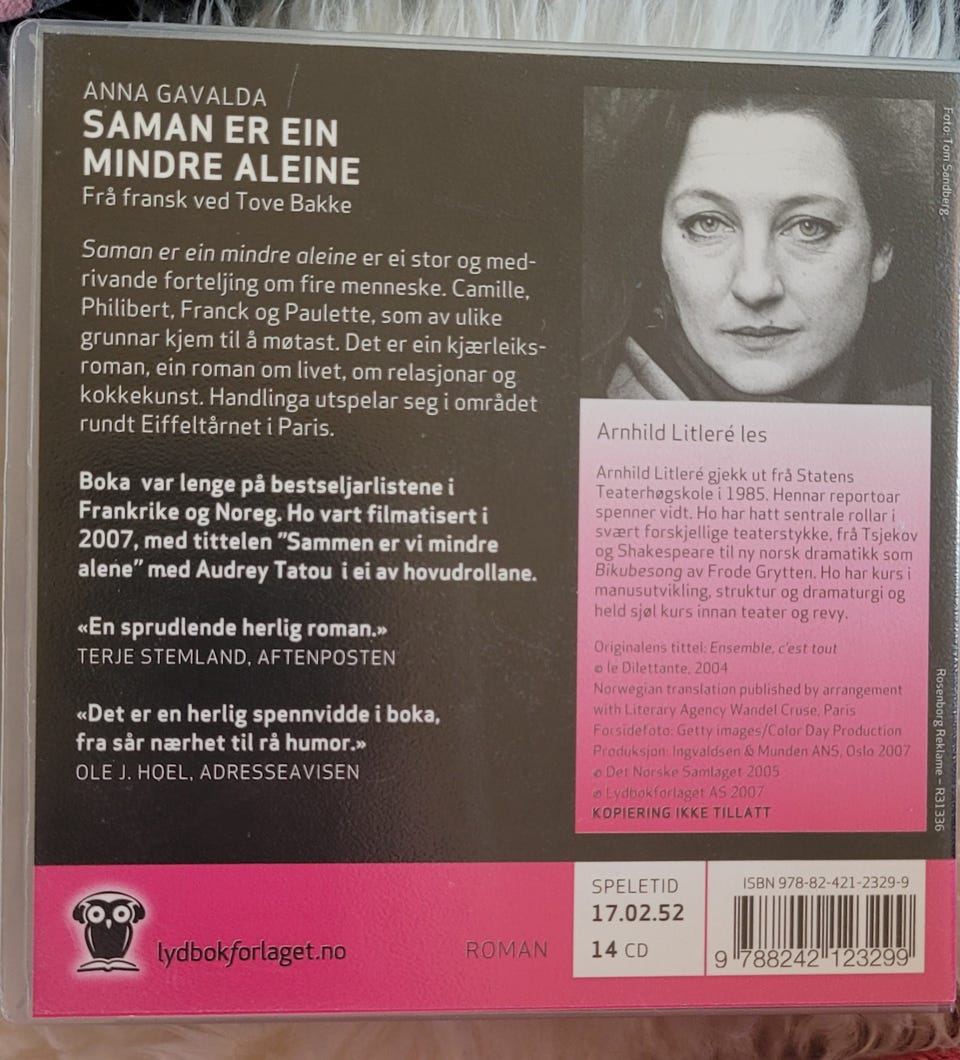 ANNA GAVALDA
SAMAN ER EIN
MINDRE ALEINE
Frå fransk ved Tove Bakke
Saman er ein mindre aleine er ei stor og med-
rivande forteljing om fire menneske. Camille,
Philibert, Franck og Paulette, som av ulike
grunnar kjem til å møtast. Det er ein kjærleiks-
roman, ein roman om livet, om relasjonar og
kokkekunst. Handlinga utspelar seg i området
rundt Eiffeltårnet i Paris.
Boka var lenge på bestseljarlistene i
Frankrike og Noreg. Ho vart filmatisert i
2007, med tittelen "Sammen er vi mindre
alene" med Audrey Tatou i ei av hovudrollane.
«En sprudlende herlig roman.»
TERJE STEMLAND, AFTENPOSTEN
«Det er en herlig spennvidde i boka,
fra sår nærhet til rå humor.»
OLE J. HOEL, ADRESSEAVISEN
Foto: Tom Sandberg
Arnhild Litleré les
Arnhild Litleré gjekk ut frå Statens
Teaterhøgskole i 1985. Hennar reportoar
spenner vidt. Ho har hatt sentrale rollar i
svært forskjellige teaterstykke, frå Tsjekov
og Shakespeare til ny norsk dramatikk som
Bikubesong av Frode Grytten. Ho har kurs i
manusutvikling, struktur og dramaturgi og
held sjøl kurs innan teater og revy.
Originalens tittel: Ensemble, c'est tout
© le Dilettante, 2004
Norwegian translation published by arrangement
with Literary Agency Wandel Cruse, Paris
Forsidefoto: Getty images/Color Day Production
Produksjon: Ingvaldsen & Munden ANS, Oslo 2007
© Det Norske Samlaget 2005
℗ Lydbokforlaget AS 2007
KOPIERING IKKE TILLATT
Rosenborg Reklame – R31336
lydbokforlaget.no
ROMAN
SPELETID
17.02.52
14 CD
ISBN 978-82-421-2329-9
9 788242 123299